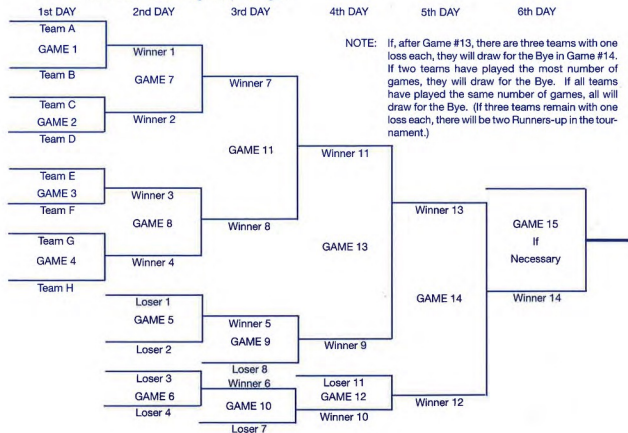 1st DAY
2nd DAY
3rd DAY
4th DAY
5th DAY
6th DAY
NOTE: If, after Game #13, there are three teams with one
loss each, they will draw for the Bye in Game #14.
If two teams have played the most number of
games, they will draw for the Bye. If all teams
have played the same number of games, all will
draw for the Bye. (If three teams remain with one
loss each, there will be two Runners-up in the tour-
nament.)
Team A
GAME 1
Team B
Team C
GAME 2
Team D
Team E
GAME 3
Team F
Team G
GAME 4
Team H
Winner 1
GAME 7
Winner 2
Winner 3
GAME 8
Winner 4
Loser 1
GAME 5
Loser 2
Loser 3
GAME 6
Loser 4
Winner 7
GAME 11
Winner 8
Winner 5
GAME 9
Loser 8
Winner 6
GAME 10
Loser 7
Winner 11
GAME 13
Winner 9
Loser 11
GAME 12
Winner 10
Winner 13
GAME 14
Winner 12
GAME 15
If
Necessary
Winner 14